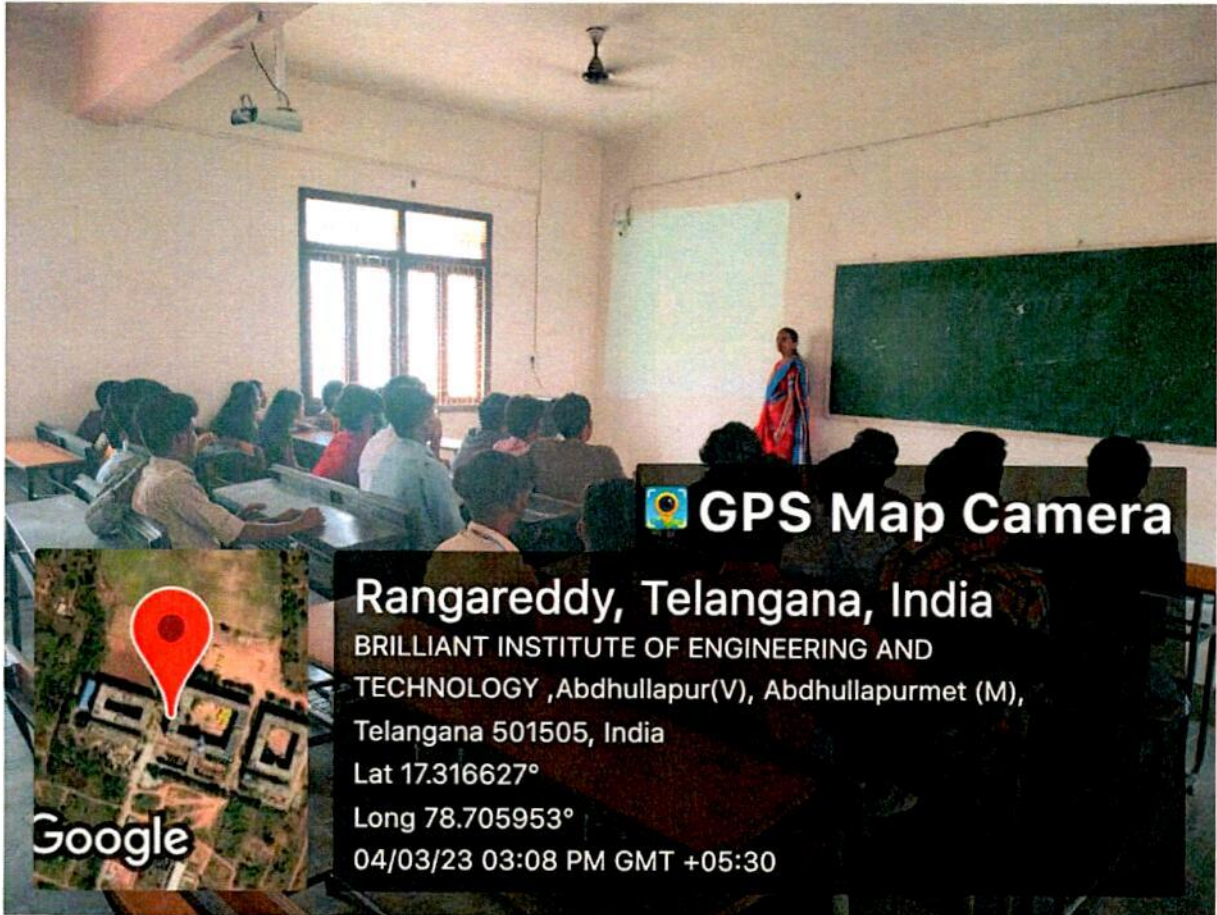 GPS Map Camera
Rangareddy, Telangana, India
BRILLIANT INSTITUTE OF ENGINEERING AND
TECHNOLOGY ,Abdhullapur(V), Abdhullapurmet (M),
Telangana 501505, India
Lat 17.316627°
Long 78.705953°
04/03/23 03:08 PM GMT +05:30
Google